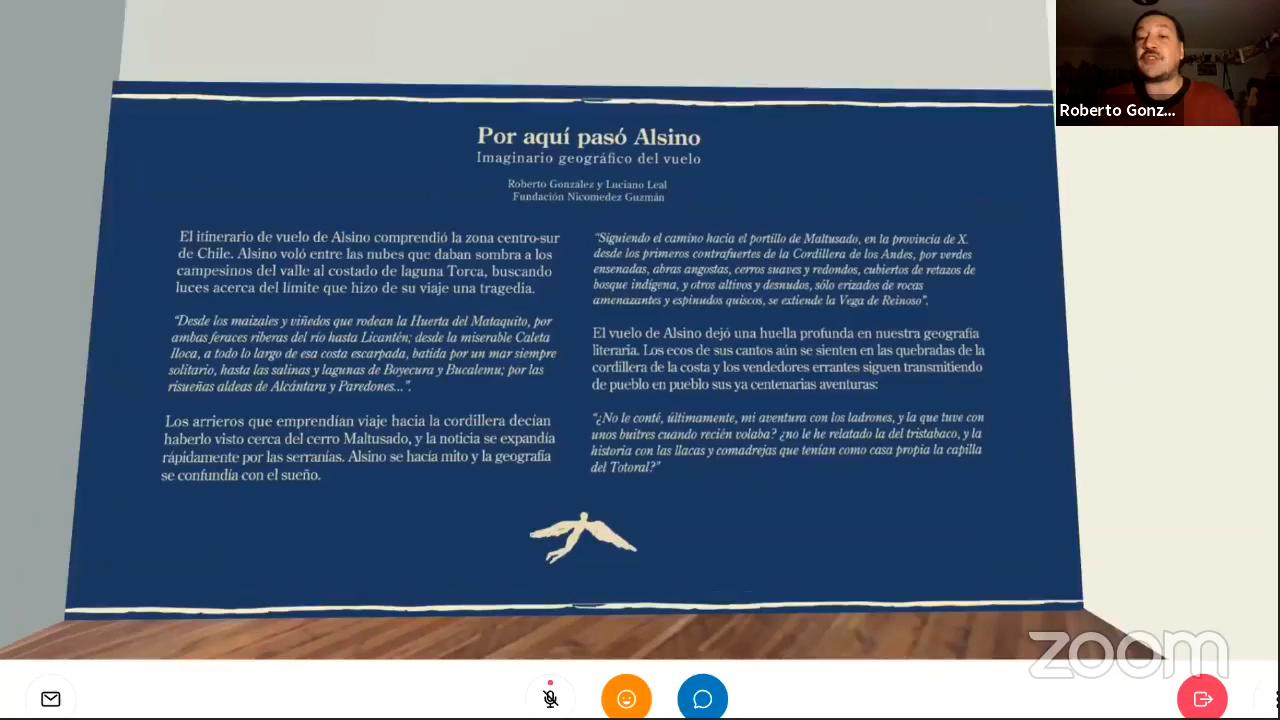 Por aquí pasó Alsino
Imaginario geográfico del vuelo
Roberto González y Luciano Leal
Fundación Nicomedez Guzmán
El itinerario de vuelo de Alsino comprendió la zona centro-sur
de Chile. Alsino voló entre las nubes que daban sombra a los
campesinos del valle al costado de laguna Torca, buscando
luces acerca del límite que hizo de su viaje una tragedia.
“Desde los maizales y viñedos que rodean la Huerta del Mataquito, por
ambas feraces riberas del río hasta Licantén; desde la miserable Caleta
Iloca, a todo lo largo de esa costa escarpada, batida por un mar siempre
solitario, hasta las salinas y lagunas de Boyecura y Bucalemu; por las
risueñas aldeas de Alcántara y Paredones...”.
Los arrieros que emprendían viaje hacia la cordillera decían
haberlo visto cerca del cerro Maltusado, y la noticia se expandía
rápidamente por las serranías. Alsino se hacía mito y la geografía
se confundía con el sueño.
“Siguiendo el camino hacia el portillo de Maltusado, en la provincia de X.
desde los primeros contrafuertes de la Cordillera de los Andes, por verdes
ensenadas, abras angostas, cerros suaves y redondos, cubiertos de retazos de
bosque indígena, y otros altivos y desnudos, sólo erizados de rocas
amenazantes y espinudos quiscos, se extiende la Vega de Reinoso”.
El vuelo de Alsino dejó una huella profunda en nuestra geografía
literaria. Los ecos de sus cantos aún se sienten en las quebradas de la
cordillera de la costa y los vendedores errantes siguen transmitiendo
de pueblo en pueblo sus ya centenarias aventuras:
“¿No le conté, últimamente, mi aventura con los ladrones, y la que tuve con
unos buitres cuando recién volaba? ¿no le he relatado la del tristabaco, y la
historia con las llacas y comadrejas que tenían como casa propia la capilla
del Totoral?”
Roberto Gonz...
zoom